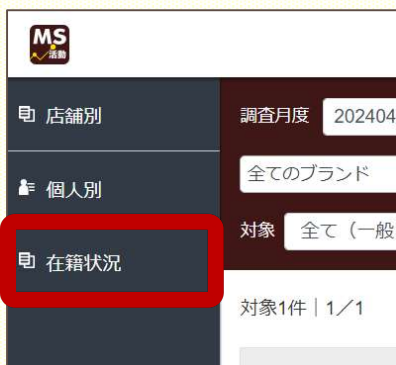 MS
活動
店舗別
個人別
在籍状況
調査月度 202404
全てのブランド
対象 全て（一般
対象1件｜1／1